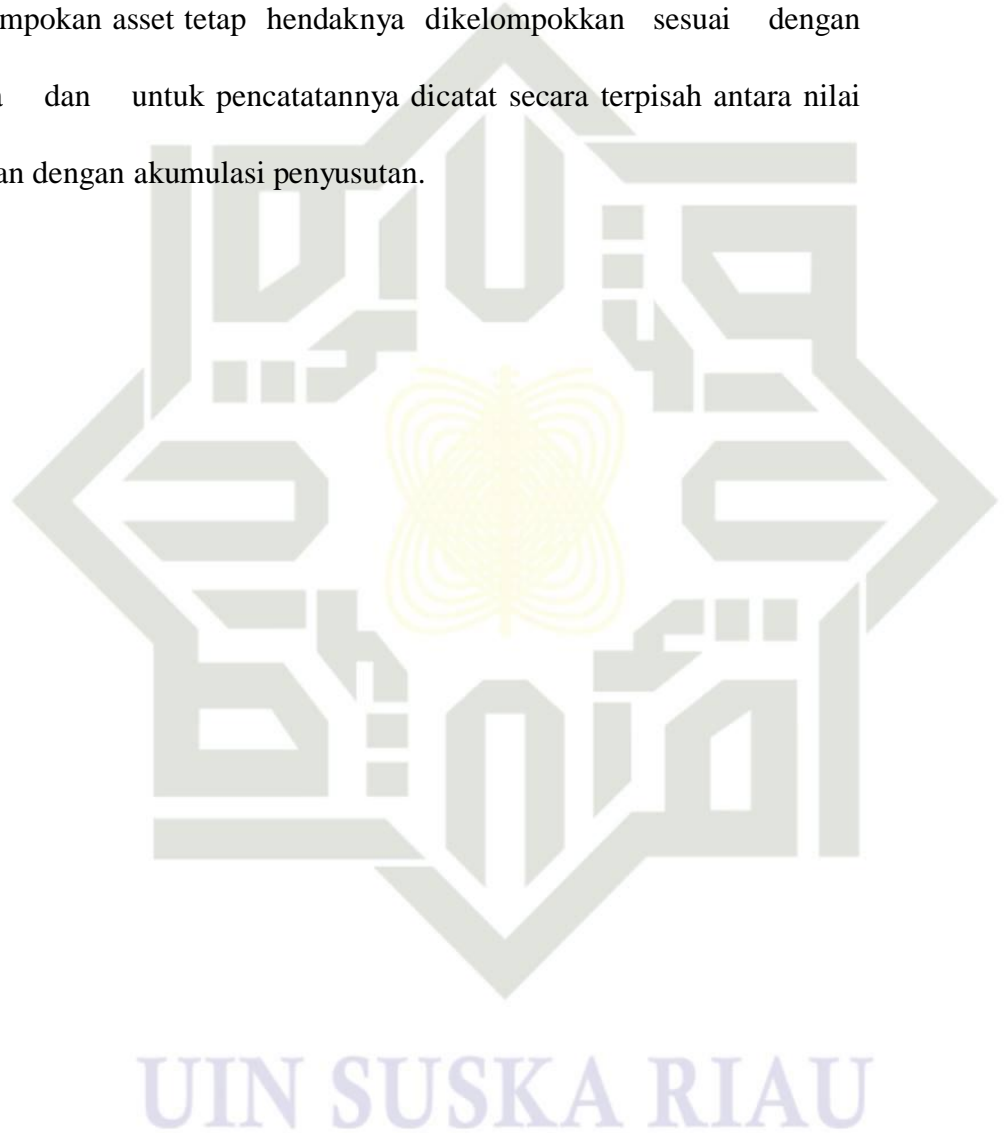 mpokan asset tetap hendaknya dikelompokkan sesuai dengan
dan untuk pencatatannya dicatat secara terpisah antara nilai
an dengan akumulasi penyusutan.
UIN SUSKA RIAU